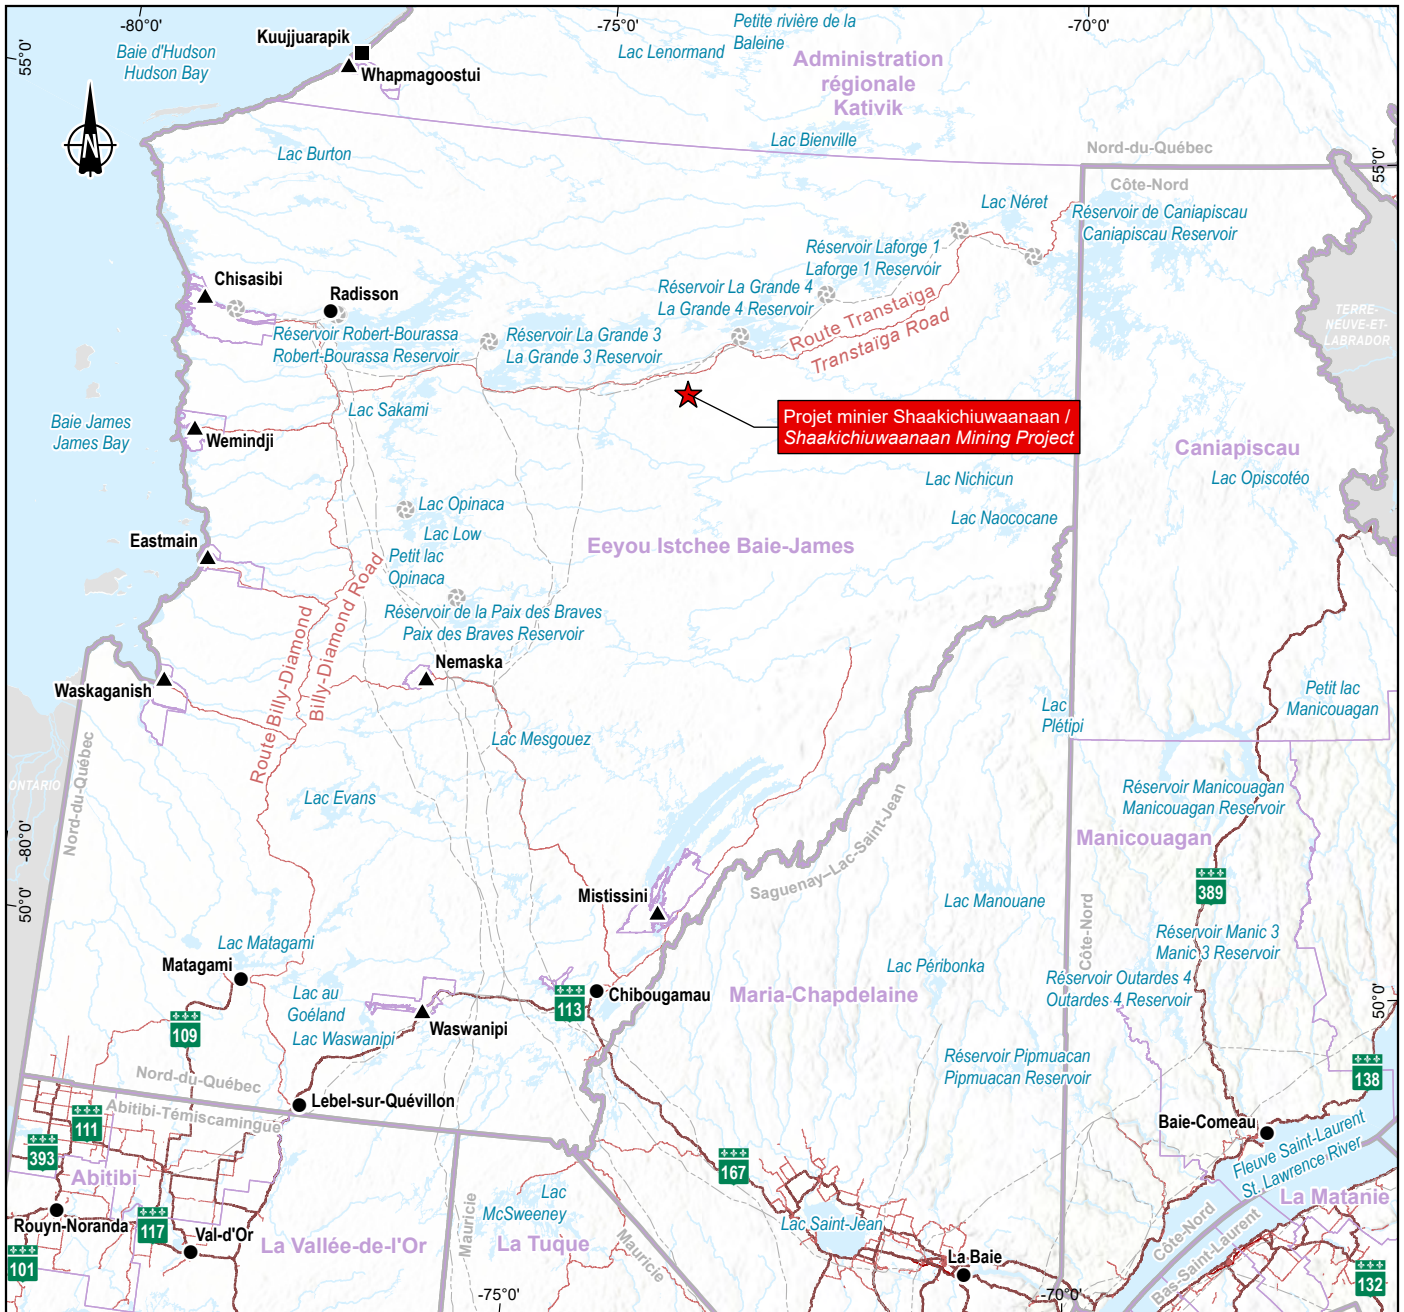 -80°0'
-75°0'
-70°0'
55°0'
Baie d'Hudson
Hudson Bay
Kuujjuarapik
Whapmagoostui
Lac Lenormand
Petite rivière de la
Baleine
Administration
régionale
Kativik
Lac Bienville
Lac Burton
N
Nord-du-Québec
55°0'
Côte-Nord
Lac Néret
Réservoir de Caniapiscau
Caniapiscau Reservoir
Réservoir Laforge 1
Laforge 1 Reservoir
Chisasibi
Radisson
Réservoir La Grande 4
La Grande 4 Reservoir
Réservoir Robert-Bourassa
Robert-Bourassa Reservoir
Réservoir La Grande 3
La Grande 3 Reservoir
Route Transtaïga
Transtaïga Road
TERRE-
NEUVE-ET-
LABRADOR
Baie James
James Bay
Lac Sakami
Wemindji
Projet minier Shaakichiuwaanaan /
Shaakichiuwaanaan Mining Project
Caniapiscau
Lac Opiscotéo
Lac Nichicun
Lac Naococane
Lac Opinaca
Lac Low
Petit lac
Opinaca
Eastmain
Eeyou Istchee Baie-James
Réservoir de la Paix des Braves
Paix des Braves Reservoir
Route Billy-Diamond
Billy-Diamond Road
Nemaska
Waskaganish
Lac
Plétipi
Petit lac
Manicouagan
Lac Mesgouez
ONTARIO
Nord-du-Québec
Lac Evans
Réservoir Manicouagan
Manicouagan Reservoir
Manicouagan
-80°0'
50°0'
Saguenay–Lac-Saint-Jean
389
Mistissini
Lac Manouane
Côte-Nord
Réservoir Manic 3
Manic 3 Reservoir
Lac Matagami
Matagami
Lac Péribonka
Réservoir Outardes 4
Outardes 4 Reservoir
Lac au
Goéland
Maria-Chapdelaine
Chibougamau
113
50°0'
109
Waswanipi
Lac Waswanipi
Réservoir Pipmuacan
Pipmuacan Reservoir
138
Nord-du-Québec
Abitibi-Témiscamingue
Lebel-sur-Quévillon
111
393
Baie-Comeau
Fleuve Saint-Laurent
St. Lawrence River
Abitibi
167
La Matanie
Rouyn-Noranda
117
Val-d'Or
101
La Vallée-de-l'Or
Mauricie
Lac
McSweeney
La Tuque
Mauricie
Lac Saint-Jean
La Baie
Côte-Nord
Bas-Saint-Laurent
132
-75°0'
-70°0'